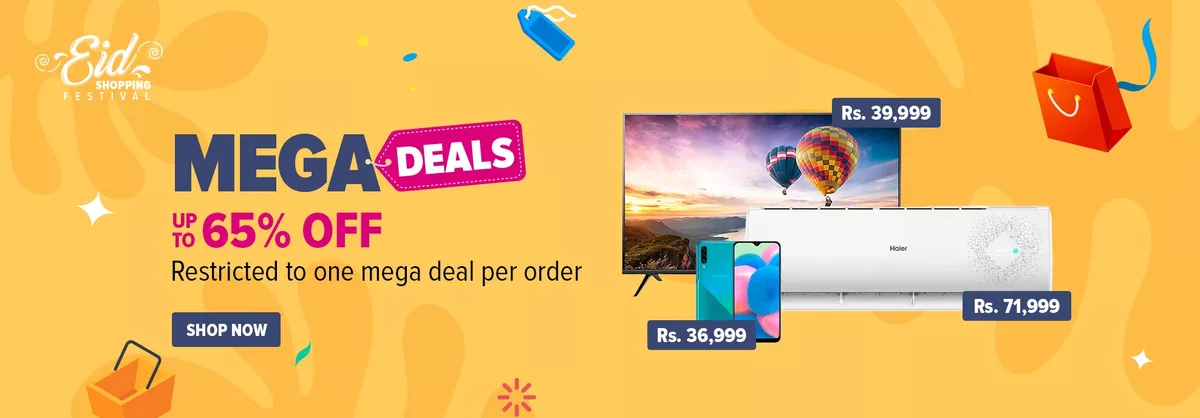 Eid
SHOPPING
FESTIVAL
MEGA DEALS
UP TO 65% OFF
Restricted to one mega deal per order
SHOP NOW
Rs. 39,999
Haier
Rs. 71,999
Rs. 36,999